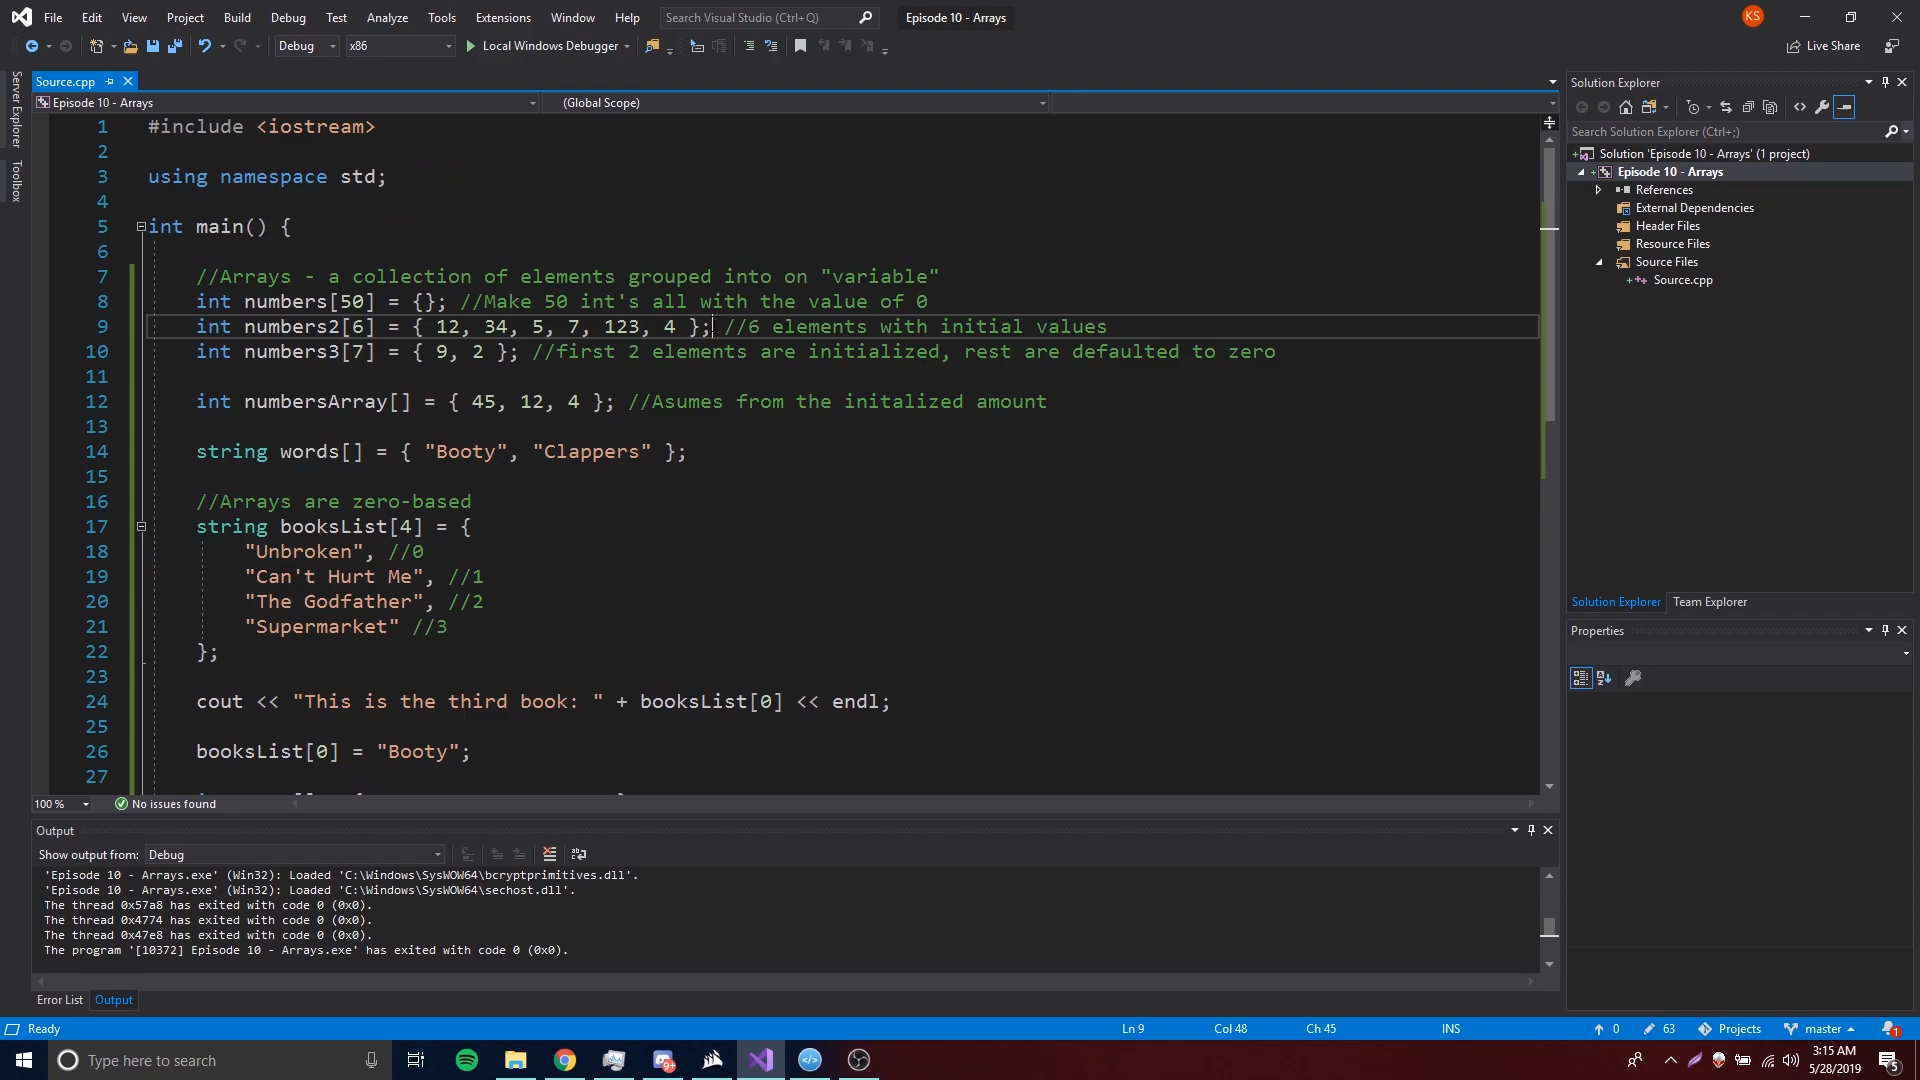 File Edit View Project Build Debug Test Analyze Tools Extensions Window Help Search Visual Studio (Ctrl+Q) Episode 10 - Arrays KS
Debug x86 Local Windows Debugger Live Share
Server Explorer
Toolbox
Source.cpp
Episode 10 - Arrays (Global Scope)
1 #include <iostream>
2
3 using namespace std;
4
5 int main() {
6
7 //Arrays - a collection of elements grouped into on "variable"
8 int numbers[50] = {}; //Make 50 int's all with the value of 0
9 int numbers2[6] = { 12, 34, 5, 7, 123, 4 }; //6 elements with initial values
10 int numbers3[7] = { 9, 2 }; //first 2 elements are initialized, rest are defaulted to zero
11
12 int numbersArray[] = { 45, 12, 4 }; //Asumes from the initalized amount
13
14 string words[] = { "Booty", "Clappers" };
15
16 //Arrays are zero-based
17 string booksList[4] = {
18 "Unbroken", //0
19 "Can't Hurt Me", //1
20 "The Godfather", //2
21 "Supermarket" //3
22 };
23
24 cout << "This is the third book: " + booksList[0] << endl;
25
26 booksList[0] = "Booty";
27
100 % No issues found
Output
Show output from: Debug
'Episode 10 - Arrays.exe' (Win32): Loaded 'C:\Windows\SysWOW64\bcryptprimitives.dll'.
'Episode 10 - Arrays.exe' (Win32): Loaded 'C:\Windows\SysWOW64\sechost.dll'.
The thread 0x57a8 has exited with code 0 (0x0).
The thread 0x4774 has exited with code 0 (0x0).
The thread 0x47e8 has exited with code 0 (0x0).
The program '[10372] Episode 10 - Arrays.exe' has exited with code 0 (0x0).
Error List Output
Solution Explorer
Search Solution Explorer (Ctrl+;)
Solution 'Episode 10 - Arrays' (1 project)
Episode 10 - Arrays
References
External Dependencies
Header Files
Resource Files
Source Files
Source.cpp
Solution Explorer Team Explorer
Properties
Ready Ln 9 Col 48 Ch 45 INS 0 63 Projects master 1
Type here to search 9+ 3:15 AM
5/28/2019 5